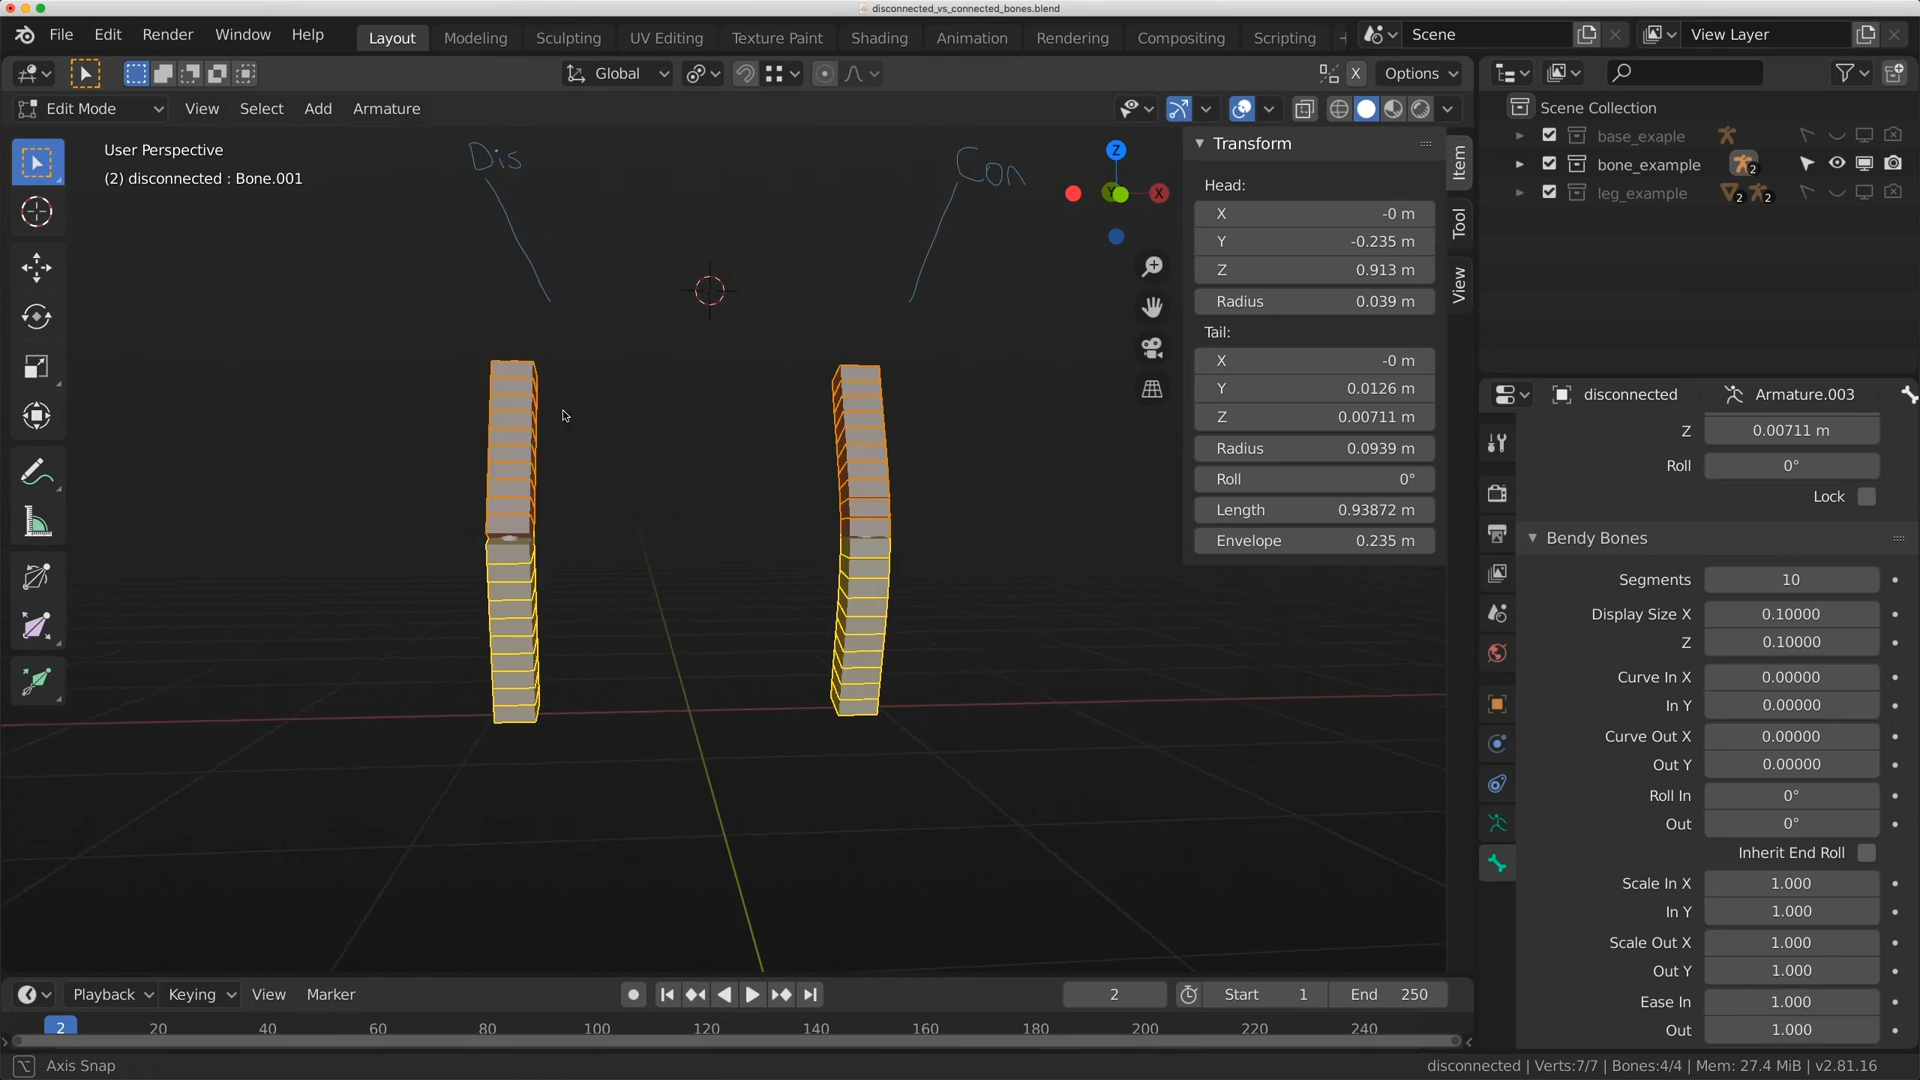 disconnected_vs_connected_bones.blend
File Edit Render Window Help Layout Modeling Sculpting UV Editing Texture Paint Shading Animation Rendering Compositing Scripting Scene View Layer
Global X Options
Edit Mode View Select Add Armature
Scene Collection
base_exaple
bone_example 2
leg_example 2 2
User Perspective
(2) disconnected : Bone.001
Dis
Con
Z
Y
X
Transform
Head:
X -0 m
Y -0.235 m
Z 0.913 m
Radius 0.039 m
Tail:
X -0 m
Y 0.0126 m
Z 0.00711 m
Radius 0.0939 m
Roll 0°
Length 0.93872 m
Envelope 0.235 m
Item
Tool
View
disconnected Armature.003
Z 0.00711 m
Roll 0°
Lock
Bendy Bones
Segments 10
Display Size X 0.10000
Z 0.10000
Curve In X 0.00000
In Y 0.00000
Curve Out X 0.00000
Out Y 0.00000
Roll In 0°
Out 0°
Inherit End Roll
Scale In X 1.000
In Y 1.000
Scale Out X 1.000
Out Y 1.000
Ease In 1.000
Out 1.000
Playback Keying View Marker 2 Start 1 End 250
2 20 40 60 80 100 120 140 160 180 200 220 240
Axis Snap
disconnected | Verts:7/7 | Bones:4/4 | Mem: 27.4 MiB | v2.81.16